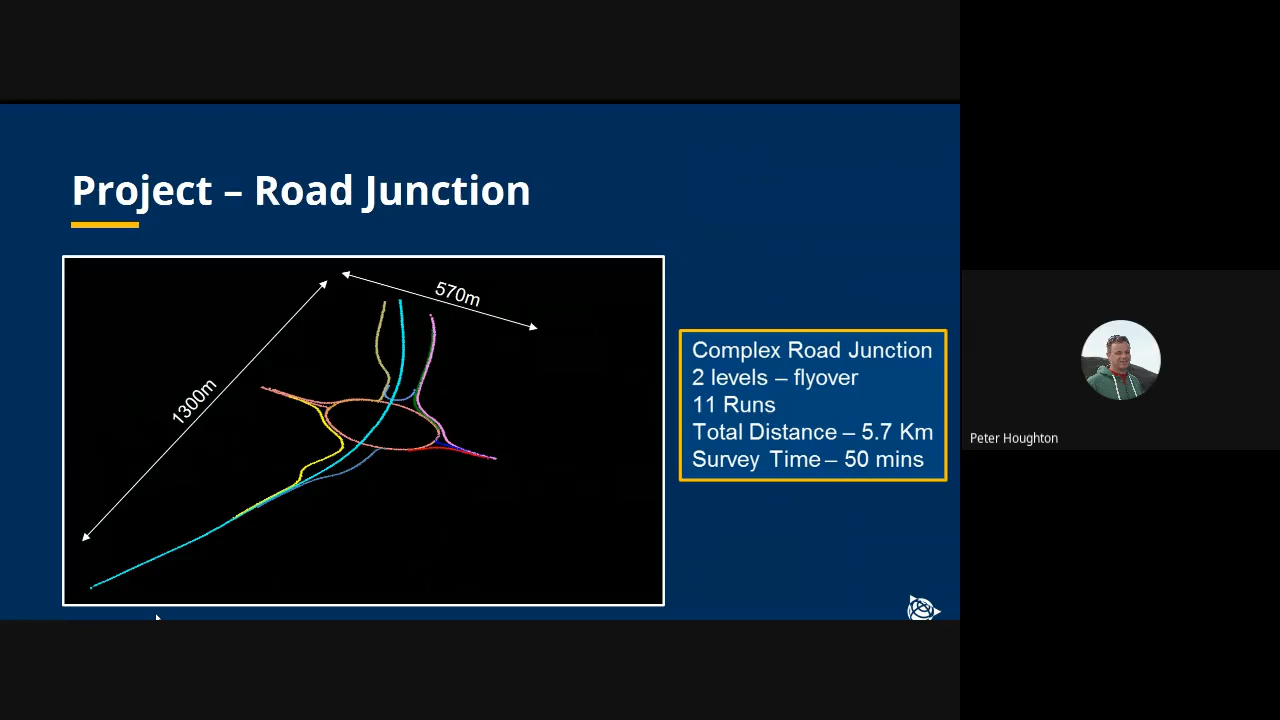 Project – Road Junction
570m
1300m
Complex Road Junction
2 levels – flyover
11 Runs
Total Distance – 5.7 Km
Survey Time – 50 mins
Peter Houghton